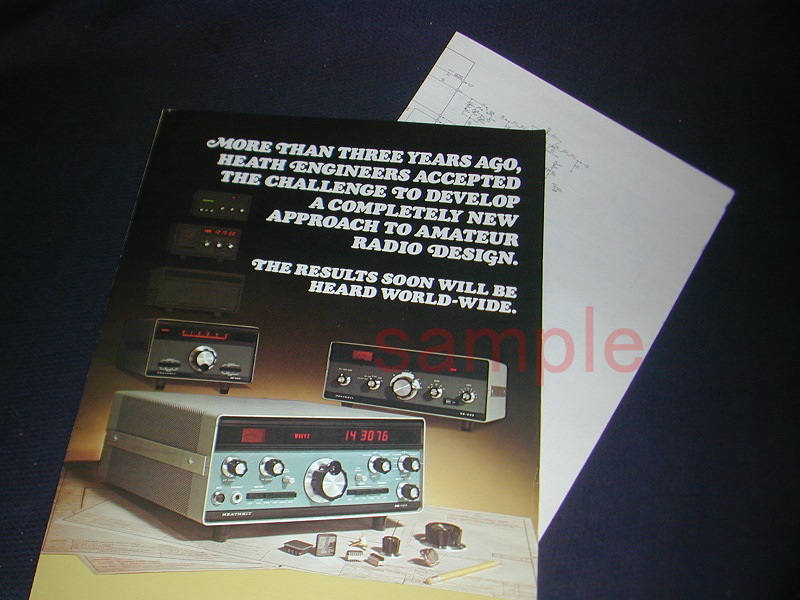 MORE THAN THREE YEARS AGO,
HEATH ENGINEERS ACCEPTED
THE CHALLENGE TO DEVELOP
A COMPLETELY NEW
APPROACH TO AMATEUR
RADIO DESIGN.
THE RESULTS SOON WILL BE
HEARD WORLD-WIDE.
sample
14 3076
HEATHKIT